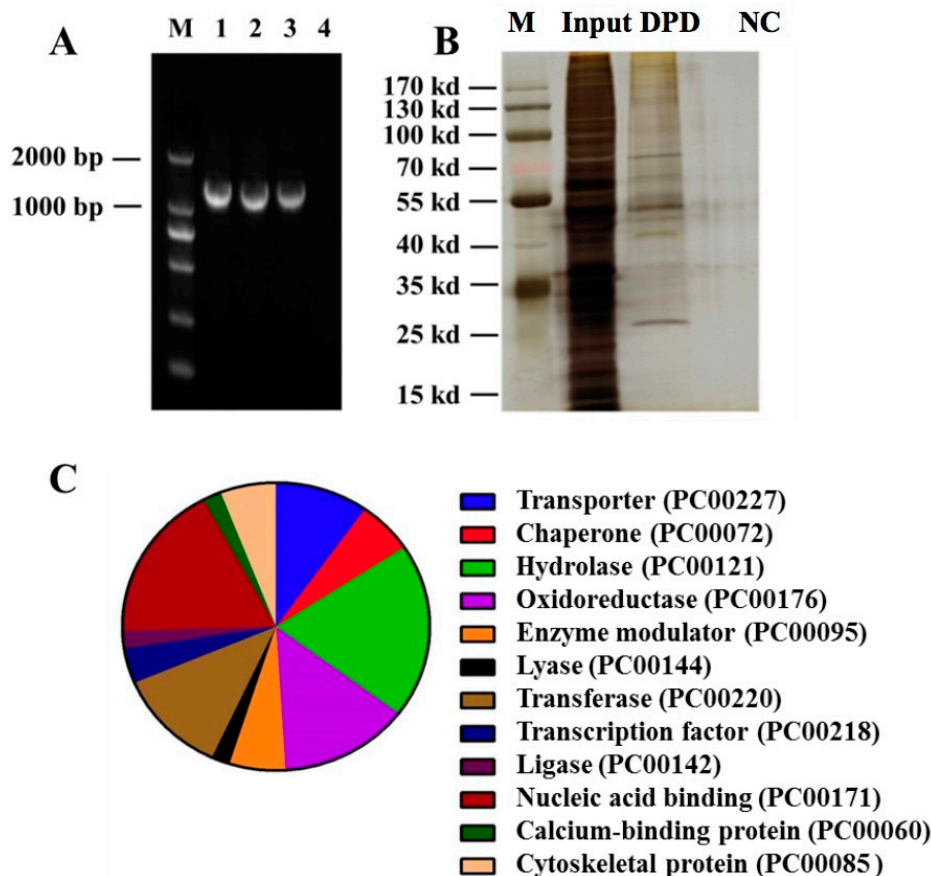 A
M 1 2 3 4
2000 bp
1000 bp
B
M Input DPD NC
170 kd
130 kd
100 kd
70 kd
55 kd
40 kd
35 kd
25 kd
15 kd
C
Transporter (PC00227)
Chaperone (PC00072)
Hydrolase (PC00121)
Oxidoreductase (PC00176)
Enzyme modulator (PC00095)
Lyase (PC00144)
Transferase (PC00220)
Transcription factor (PC00218)
Ligase (PC00142)
Nucleic acid binding (PC00171)
Calcium-binding protein (PC00060)
Cytoskeletal protein (PC00085)